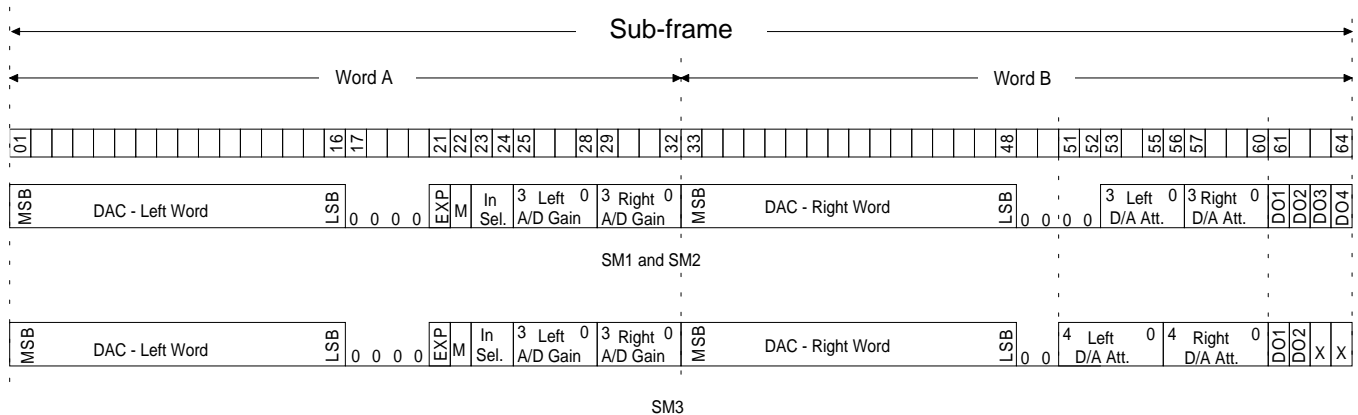 Sub-frame
Word A Word B
01 16 17 21 22 23 24 25 28 29 32 33 48 51 52 53 55 56 57 60 61 64
MSB DAC - Left Word LSB 0 0 0 0 EXP M In Sel. 3 Left 0 A/D Gain 3 Right 0 A/D Gain MSB DAC - Right Word LSB 0 0 0 0 3 Left 0 D/A Att. 3 Right 0 D/A Att. DO1 DO2 DO3 DO4
SM1 and SM2
MSB DAC - Left Word LSB 0 0 0 0 EXP M In Sel. 3 Left 0 A/D Gain 3 Right 0 A/D Gain MSB DAC - Right Word LSB 0 0 4 Left 0 D/A Att. 4 Right 0 D/A Att. DO1 DO2 X X
SM3